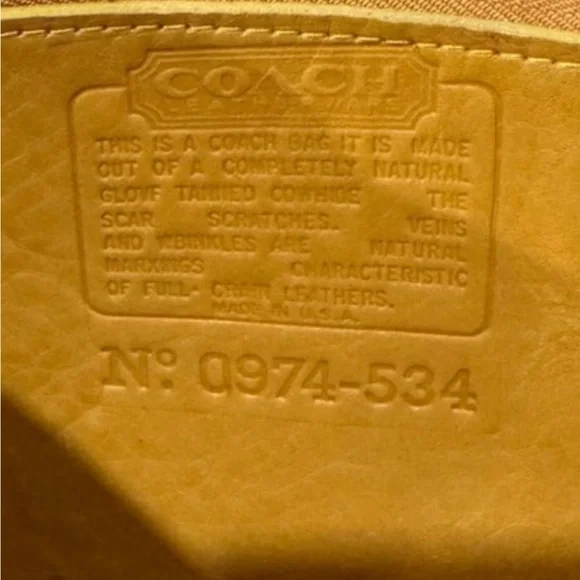 COACH
LEATHERWARE
THIS IS A COACH BAG IT IS MADE
OUT OF A COMPLETELY NATURAL
GLOVE TANNED COWHIDE THE
SCAR SCRATCHES. VEINS
AND WRINKLES ARE NATURAL
MARKINGS CHARACTERISTIC
OF FULL- GRAIN LEATHERS.
MADE IN U.S.A.
Nº 0974-534